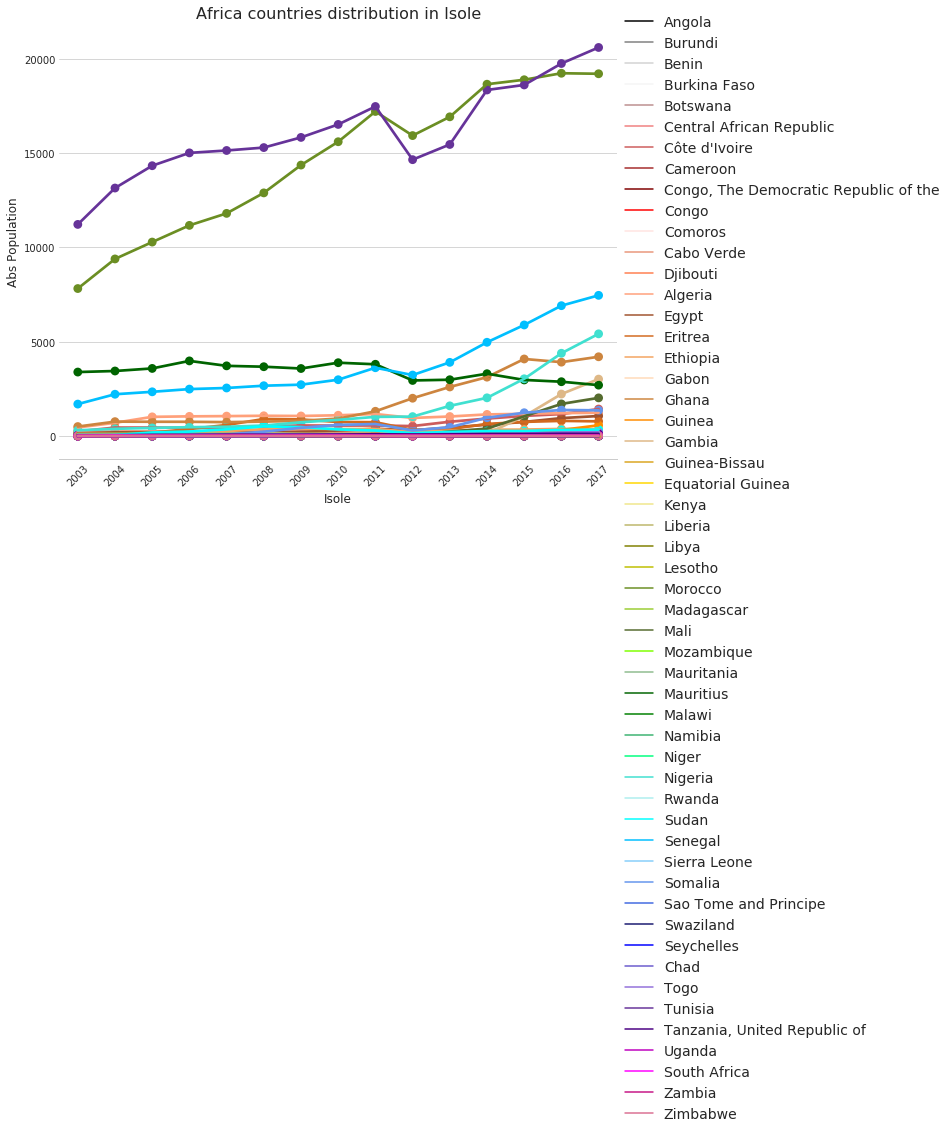 Africa countries distribution in Isole
Abs Population
20000
15000
10000
5000
0
2003
2004
2005
2006
2007
2008
2009
2010
2011
2012
2013
2014
2015
2016
2017
Isole
Angola
Burundi
Benin
Burkina Faso
Botswana
Central African Republic
Côte d'Ivoire
Cameroon
Congo, The Democratic Republic of the
Congo
Comoros
Cabo Verde
Djibouti
Algeria
Egypt
Eritrea
Ethiopia
Gabon
Ghana
Guinea
Gambia
Guinea-Bissau
Equatorial Guinea
Kenya
Liberia
Libya
Lesotho
Morocco
Madagascar
Mali
Mozambique
Mauritania
Mauritius
Malawi
Namibia
Niger
Nigeria
Rwanda
Sudan
Senegal
Sierra Leone
Somalia
Sao Tome and Principe
Swaziland
Seychelles
Chad
Togo
Tunisia
Tanzania, United Republic of
Uganda
South Africa
Zambia
Zimbabwe